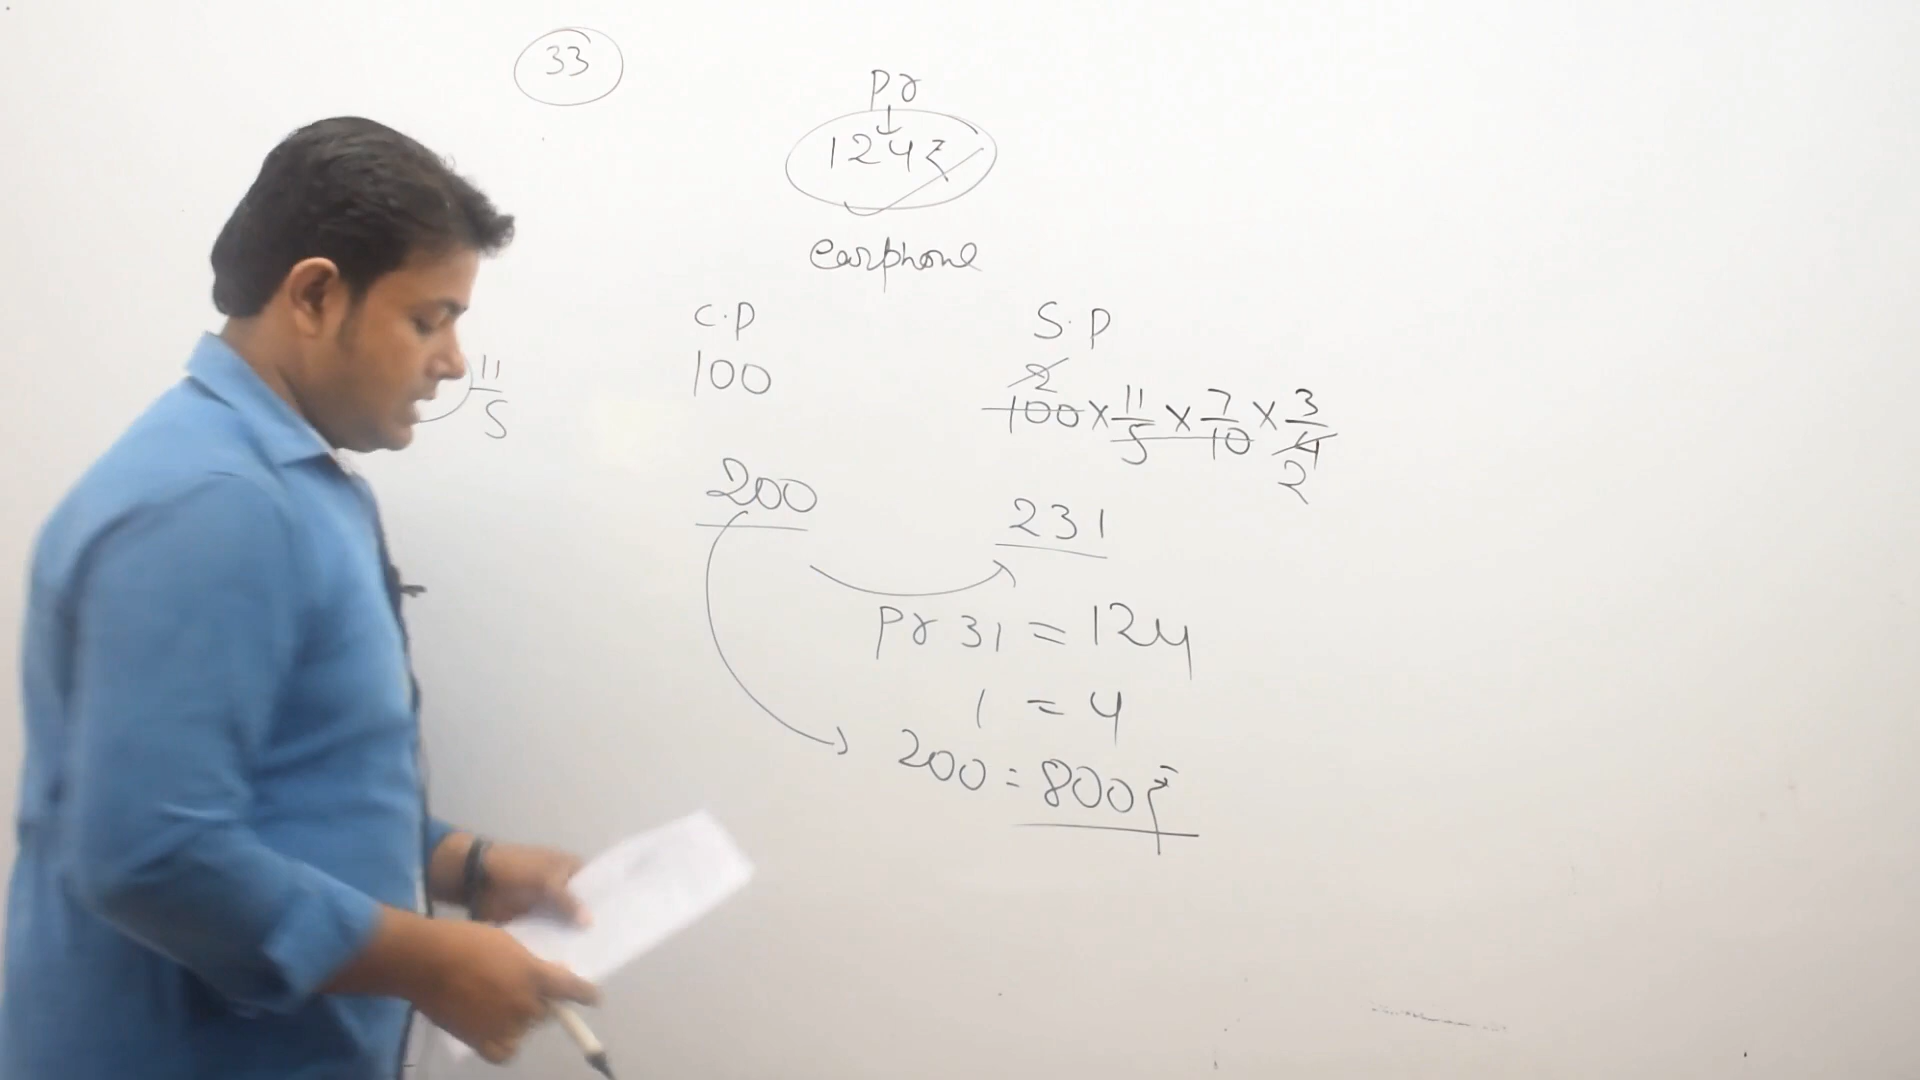 33
Pr
124₹
earphone
C.P
S.P
100
2
100 × 11/5 × 7/10 × 3/4
2
11/5
200
231
Pr 31 = 124
1 = 4
200 = 800₹